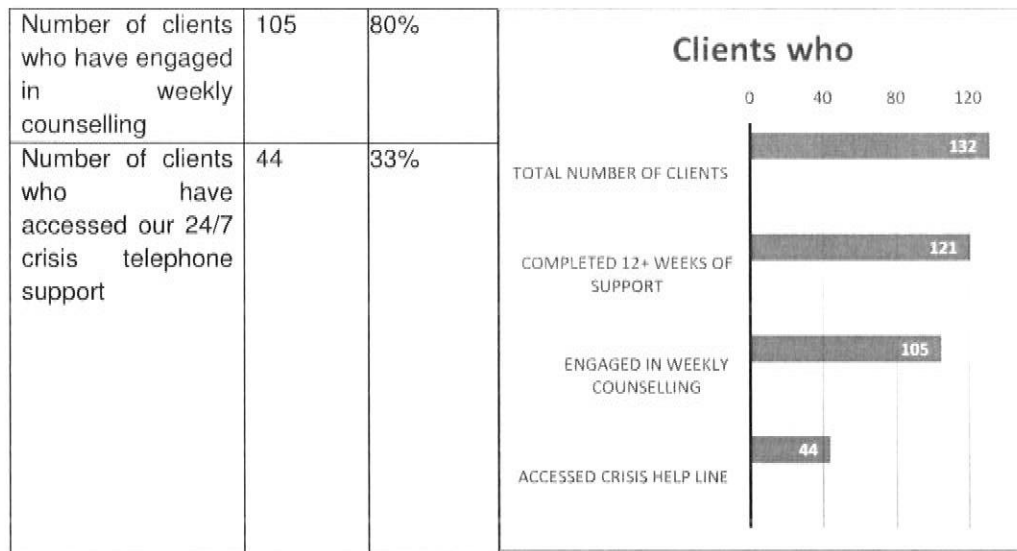 Number of clients
who have engaged
in weekly
counselling
105
80%
Number of clients
who have
accessed our 24/7
crisis telephone
support
44
33%
Clients who
0 40 80 120
132
TOTAL NUMBER OF CLIENTS
121
COMPLETED 12+ WEEKS OF
SUPPORT
105
ENGAGED IN WEEKLY
COUNSELLING
44
ACCESSED CRISIS HELP LINE